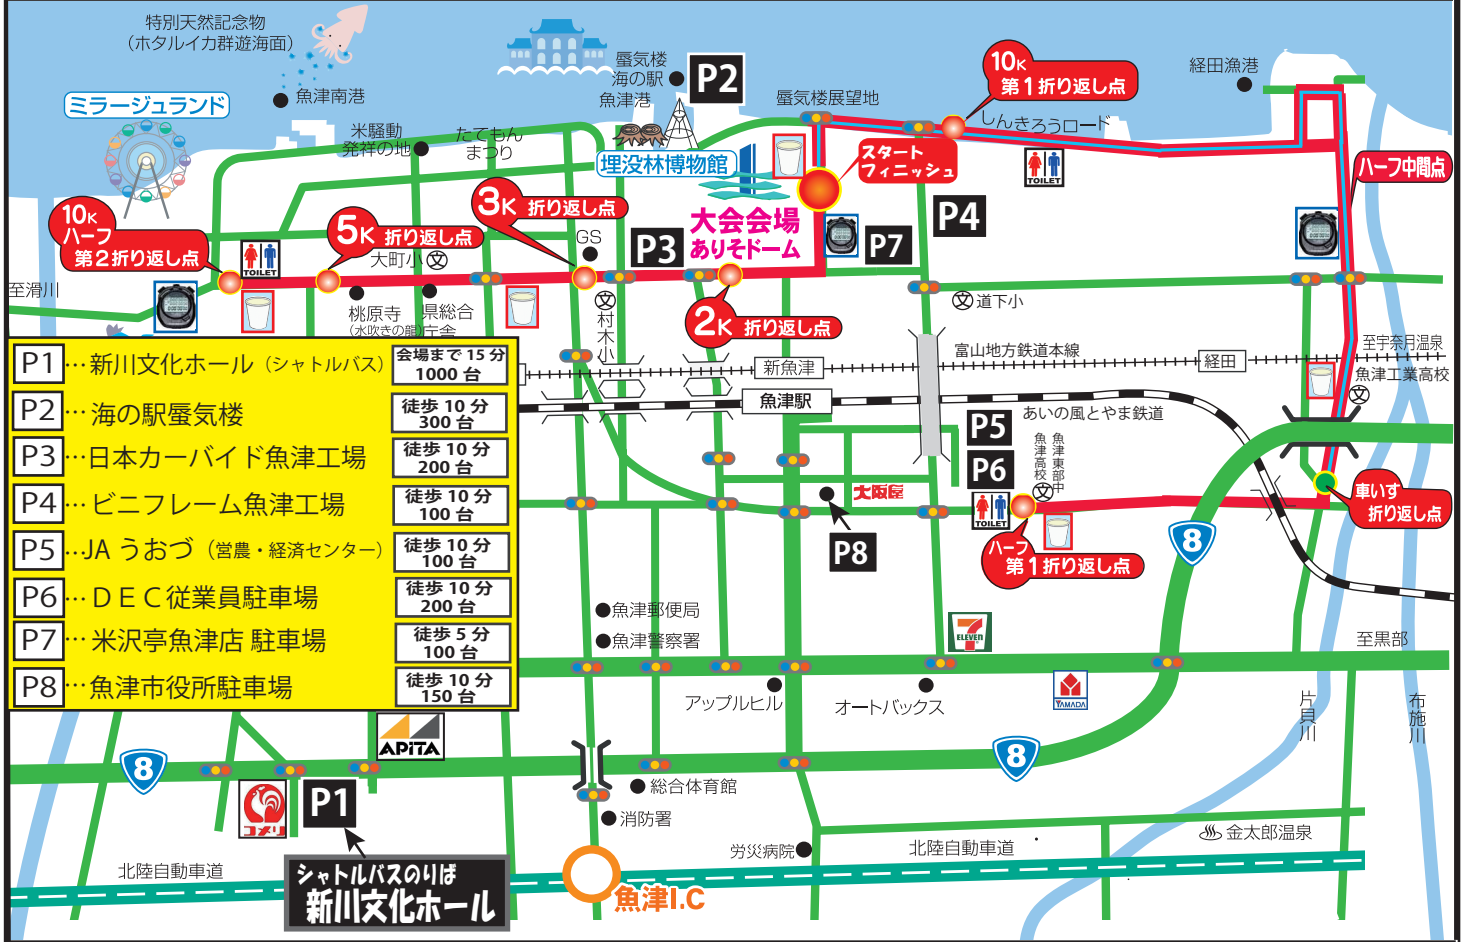 特別天然記念物
（ホタルイカ群遊海面）
魚津南港
ミラージュランド
米騒動
発祥の地
たてもん
まつり
蜃気楼
海の駅
魚津港
P2
埋没林博物館
蜃気楼展望地
10K
第1折り返し点
しんきろうロード
TOILET
経田漁港
スタート
フィニッシュ
ハーフ中間点
10K
ハーフ
第2折り返し点
TOILET
5K 折り返し点
大町小
文
3K 折り返し点
GS
P3
大会会場
ありそドーム
P7
P4
至滑川
桃原寺
(水吹きの龍)
県総合
庁舎
文
村木小
2K 折り返し点
文
道下小
富山地方鉄道本線
新魚津
経田
至宇奈月温泉
魚津工業高校
文
魚津駅
あいの風とやま鉄道
P1…新川文化ホール（シャトルバス）
会場まで 15分
1000 台
P2…海の駅蜃気楼
徒歩 10 分
300 台
P3…日本カーバイド魚津工場
徒歩 10 分
200 台
P4…ビニフレーム魚津工場
徒歩 10 分
100 台
P5…JA うおづ（営農・経済センター）
徒歩 10 分
100 台
P6…ＤＥＣ従業員駐車場
徒歩 10 分
200 台
P7…米沢亭魚津店 駐車場
徒歩 5 分
100 台
P8…魚津市役所駐車場
徒歩 10 分
150 台
P5
P6
魚津高校
魚津東部中
文
TOILET
大阪屋
P8
ハーフ
第1折り返し点
車いす
折り返し点
8
魚津郵便局
魚津警察署
7
ELEVEN
至黒部
アップルヒル
オートバックス
YAMADA
片貝川
布施川
APiTA
8
8
コメリ
P1
総合体育館
消防署
労災病院
金太郎温泉
北陸自動車道
北陸自動車道
シャトルバスのりば
新川文化ホール
魚津I.C